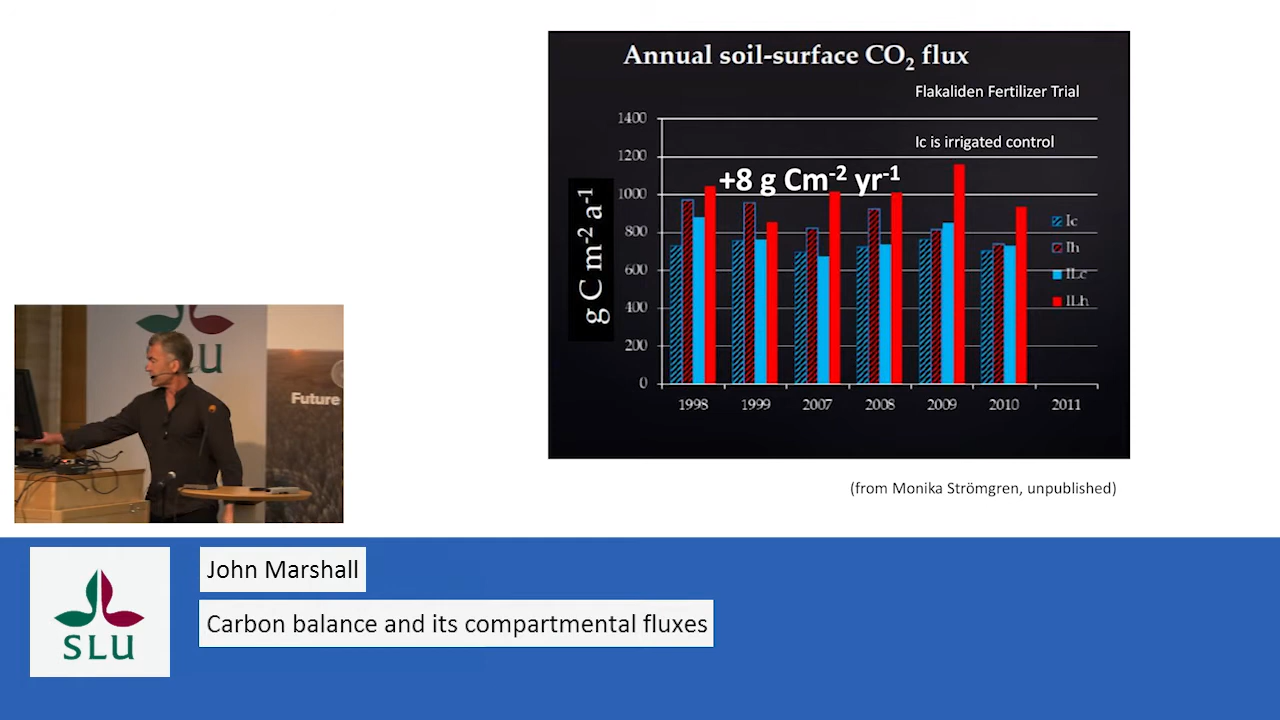 Annual soil-surface CO₂ flux
Flakaliden Fertilizer Trial
Ic is irrigated control
+8 g Cm⁻² yr⁻¹
g C m⁻² a⁻¹
1400
1200
1000
800
600
400
200
0
1998 1999 2007 2008 2009 2010 2011
Ic
Ih
ILc
ILh
(from Monika Strömgren, unpublished)
LU
Future
SLU
John Marshall
Carbon balance and its compartmental fluxes